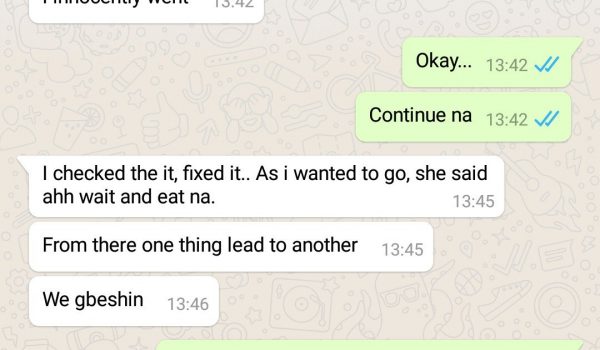 I innocently went 13:42
Okay... 13:42
Continue na 13:42
I checked the it, fixed it.. As i wanted to go, she said
ahh wait and eat na.
13:45
From there one thing lead to another 13:45
We gbeshin 13:46